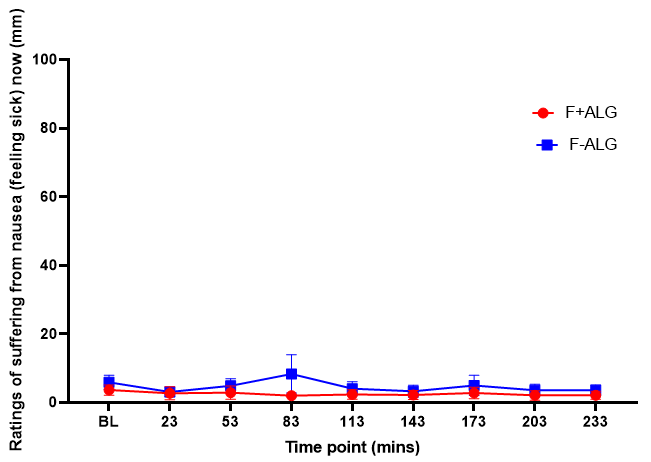 Ratings of suffering from nausea (feeling sick) now (mm)
100
80
60
40
20
0
F+ALG
F-ALG
BL 23 53 83 113 143 173 203 233
Time point (mins)